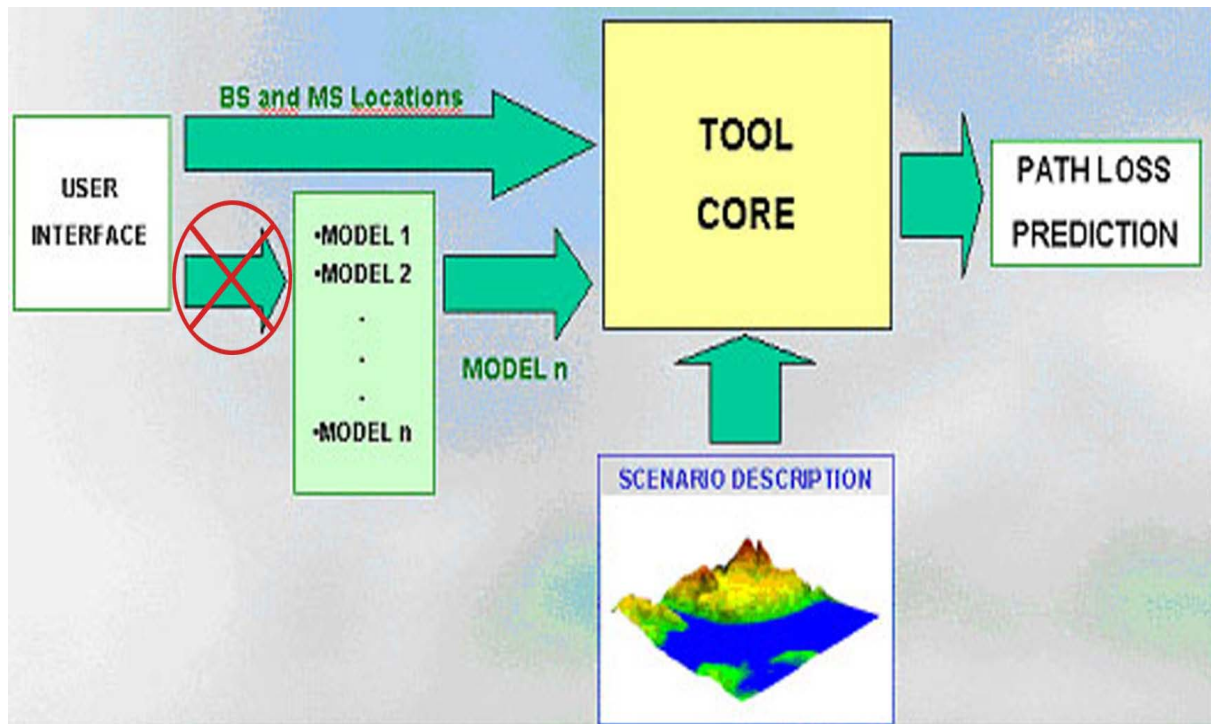 BS and MS Locations
USER
INTERFACE
•MODEL 1
•MODEL 2
.
.
.
•MODEL n
MODEL n
TOOL
CORE
PATH LOSS
PREDICTION
SCENARIO DESCRIPTION